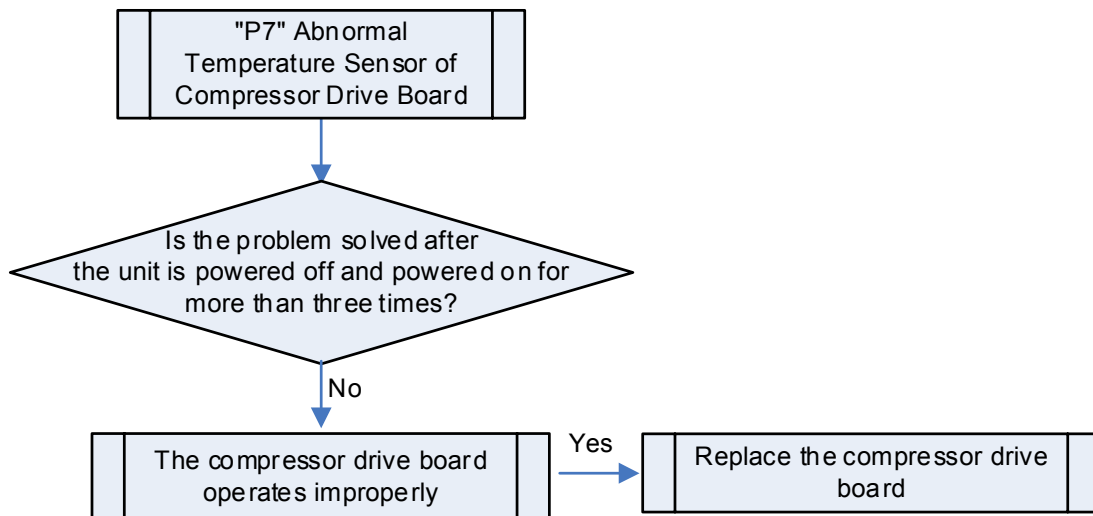 "P7" Abnormal
Temperature Sensor of
Compressor Drive Board
Is the problem solved after
the unit is powered off and powered on for
more than three times?
No
The compressor drive board
operates improperly
Yes
Replace the compressor drive
board